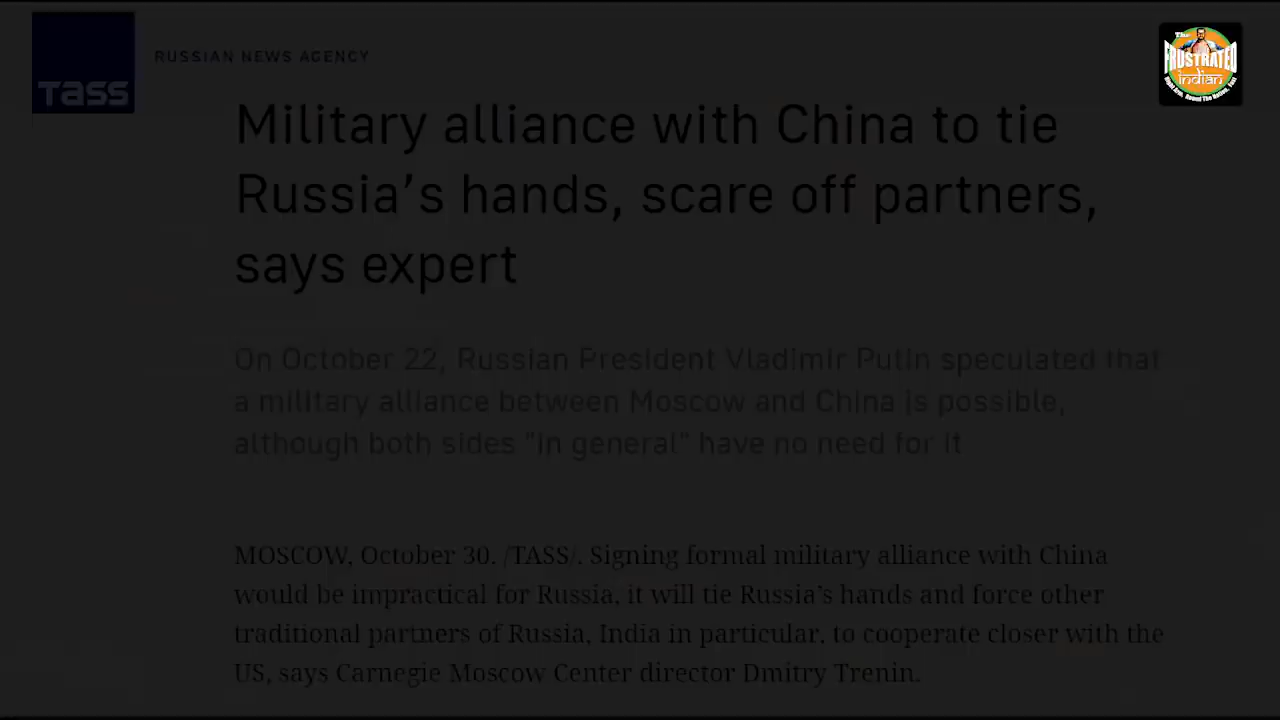 TASS
RUSSIAN NEWS AGENCY
The
FRUSTRATED
indian
Military alliance with China to tie
Russia's hands, scare off partners,
says expert
On October 22, Russian President Vladimir Putin speculated that
a military alliance between Moscow and China is possible,
although both sides "in general" have no need for it
MOSCOW, October 30. /TASS/. Signing formal military alliance with China
would be impractical for Russia, it will tie Russia's hands and force other
traditional partners of Russia, India in particular, to cooperate closer with the
US, says Carnegie Moscow Center director Dmitry Trenin.